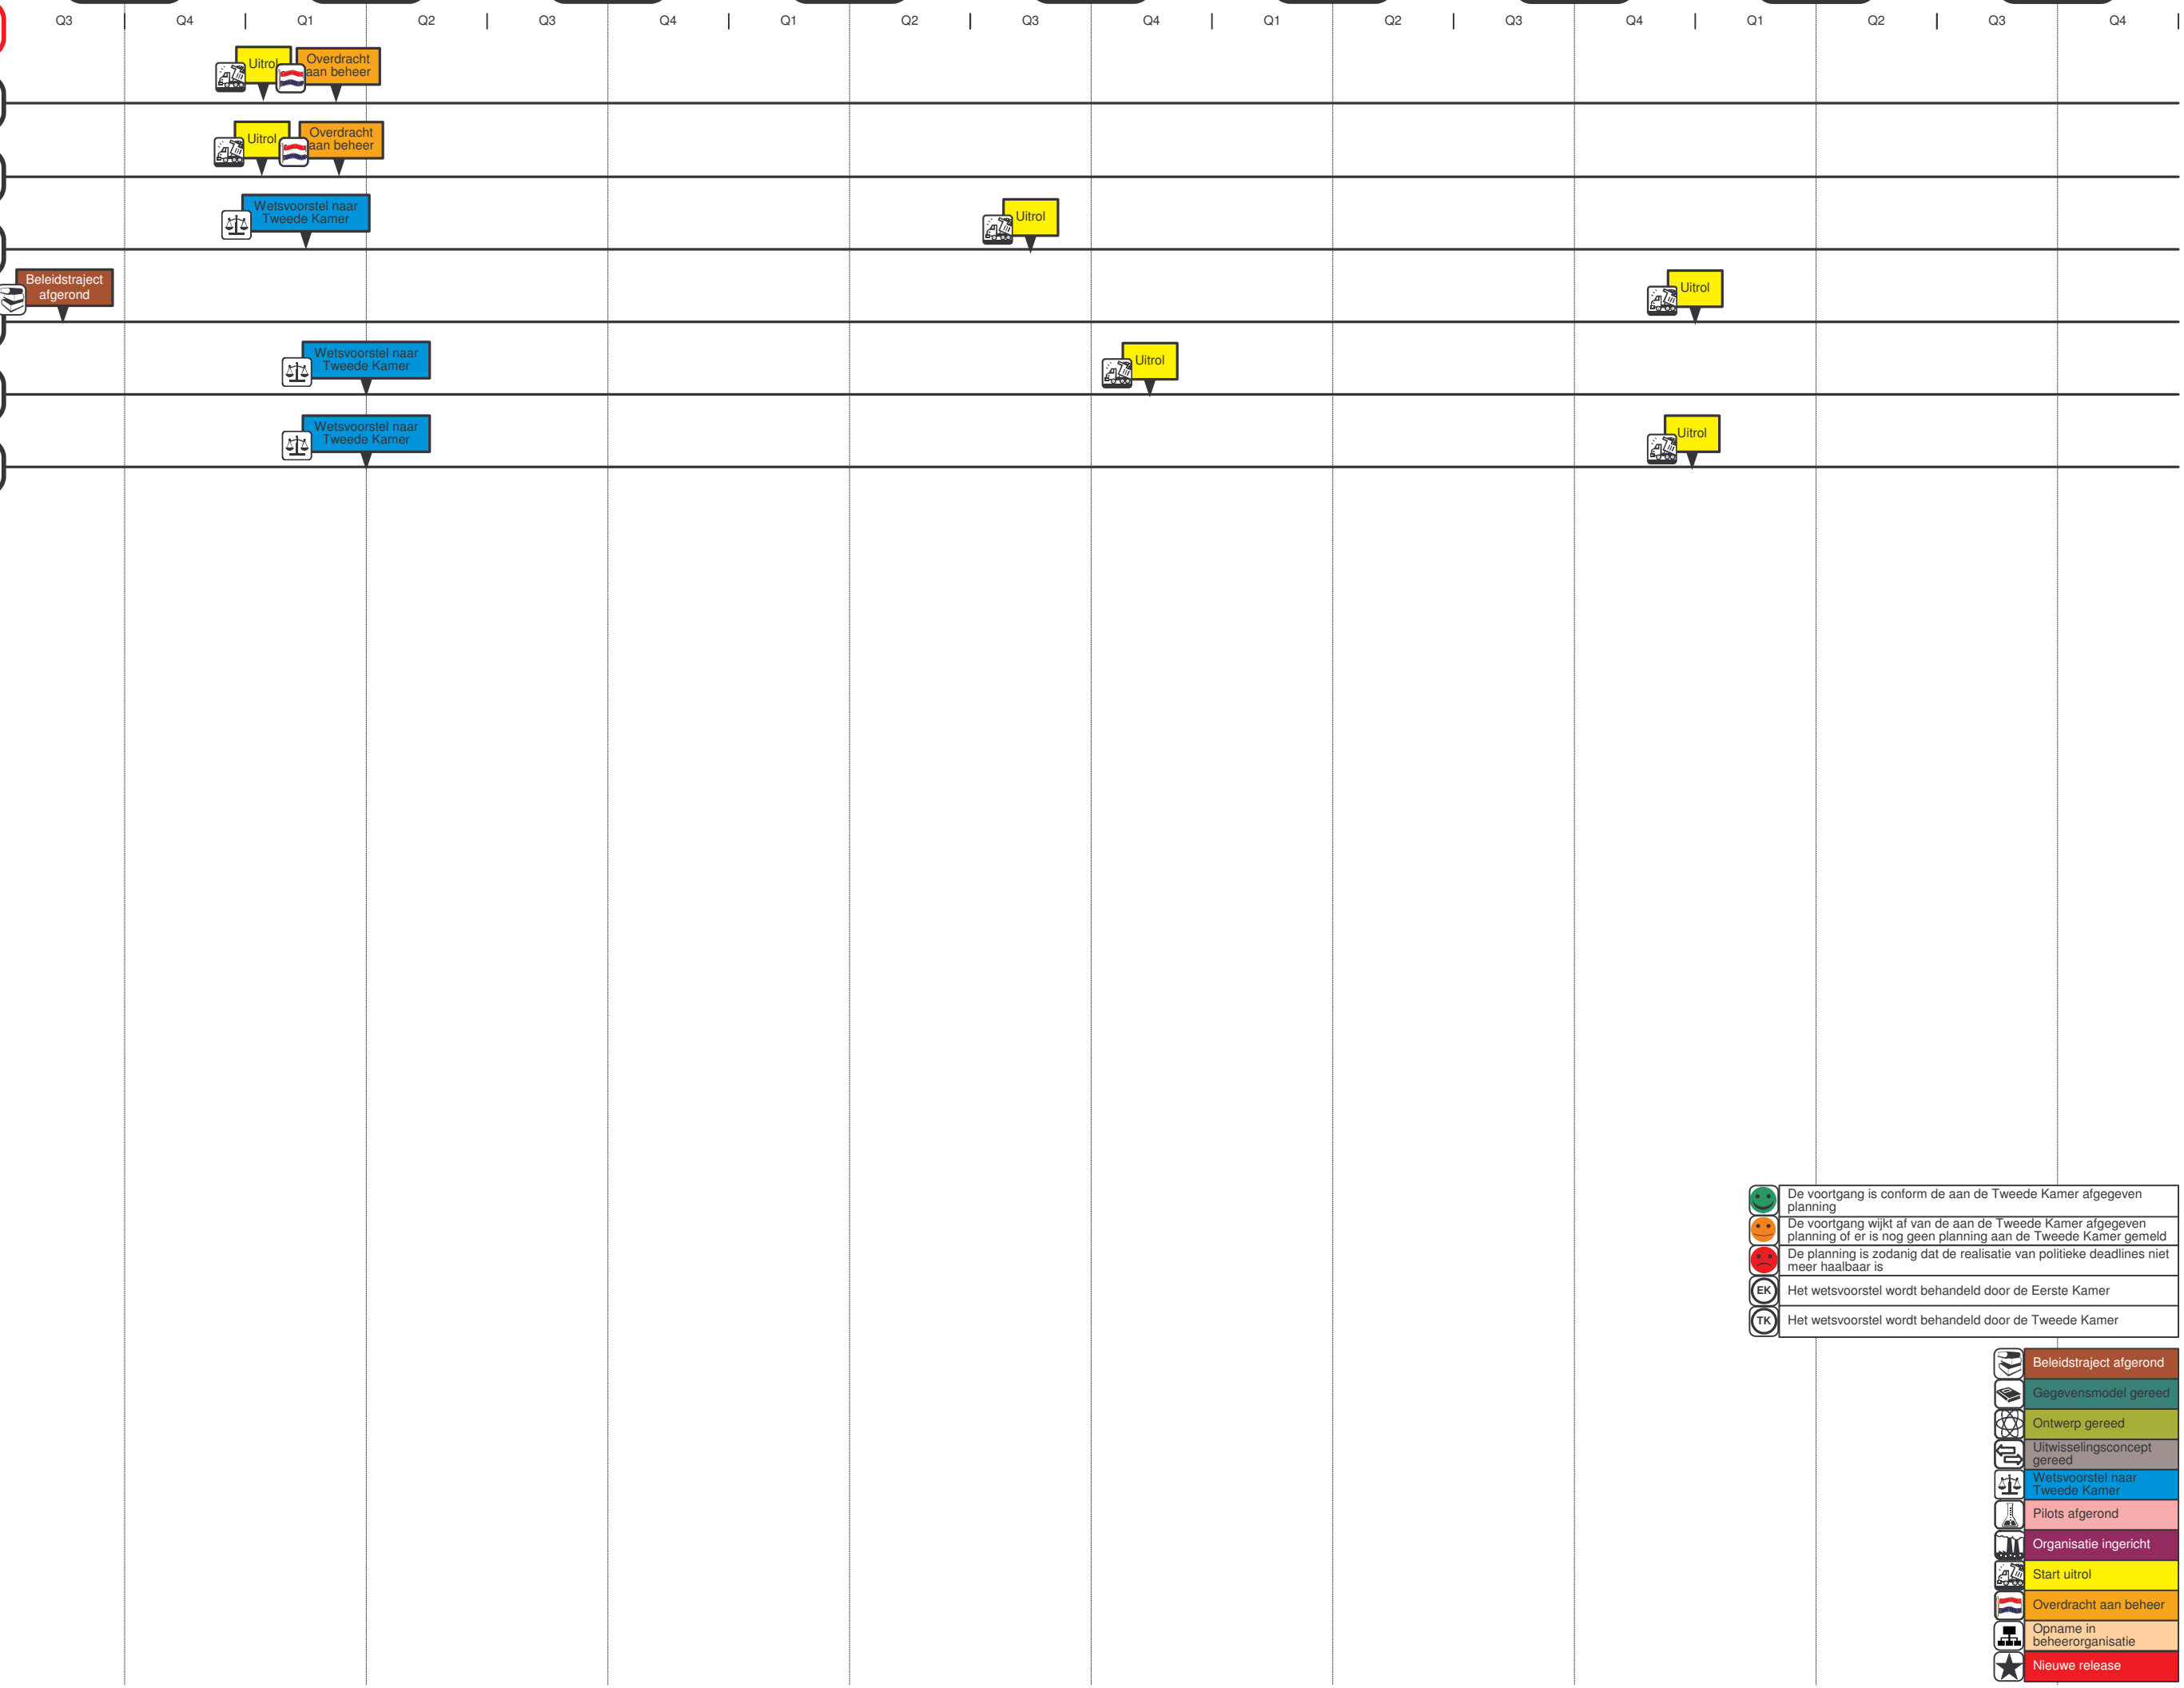 Q3 Q4 Q1 Q2 Q3 Q4 Q1 Q2 Q3 Q4 Q1 Q2 Q3 Q4 Q1 Q2 Q3 Q4
Uitrol
Overdracht
aan beheer
Uitrol
Overdracht
aan beheer
Wetsvoorstel naar
Tweede Kamer
Uitrol
Beleidstraject
afgerond
Uitrol
Wetsvoorstel naar
Tweede Kamer
Uitrol
Wetsvoorstel naar
Tweede Kamer
Uitrol
De voortgang is conform de aan de Tweede Kamer afgegeven
planning
De voortgang wijkt af van de aan de Tweede Kamer afgegeven
planning of er is nog geen planning aan de Tweede Kamer gemeld
De planning is zodanig dat de realisatie van politieke deadlines niet
meer haalbaar is
EK Het wetsvoorstel wordt behandeld door de Eerste Kamer
TK Het wetsvoorstel wordt behandeld door de Tweede Kamer
Beleidstraject afgerond
Gegevensmodel gereed
Ontwerp gereed
Uitwisselingsconcept
gereed
Wetsvoorstel naar
Tweede Kamer
Pilots afgerond
Organisatie ingericht
Start uitrol
Overdracht aan beheer
Opname in
beheerorganisatie
Nieuwe release